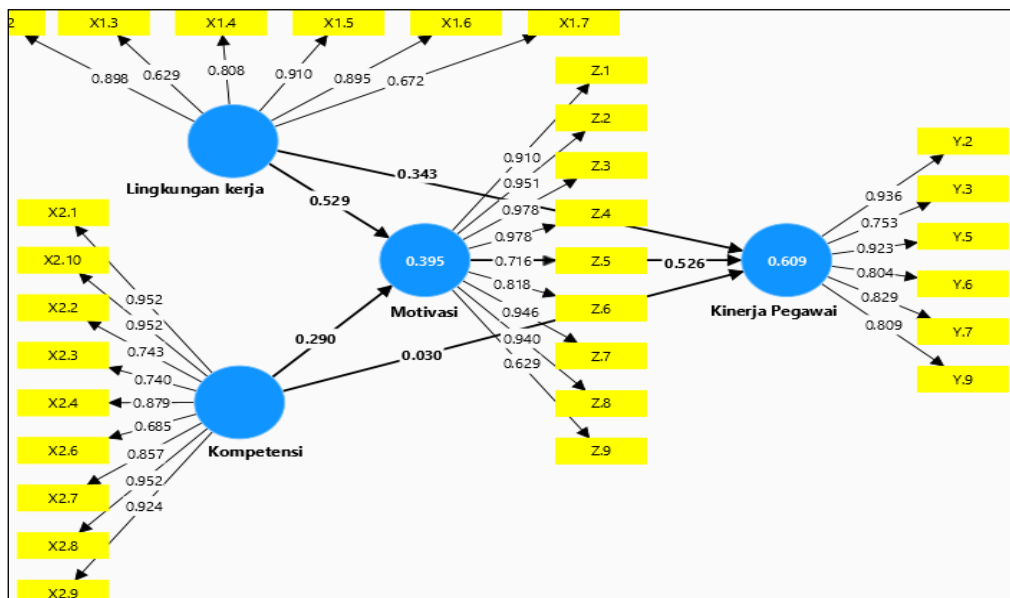 2
X1.3
X1.4
X1.5
X1.6
X1.7
0.898
0.629
0.808
0.910
0.895
0.672
Lingkungan kerja
0.343
0.529
Z.1
Z.2
Z.3
Z.4
Z.5
Z.6
Z.7
Z.8
Z.9
0.910
0.951
0.978
0.978
0.716
0.818
0.946
0.940
0.629
0.395
Motivasi
0.526
X2.1
X2.10
X2.2
X2.3
X2.4
X2.6
X2.7
X2.8
X2.9
0.952
0.952
0.743
0.740
0.879
0.685
0.857
0.952
0.924
Kompetensi
0.290
0.030
0.609
Kinerja Pegawai
0.936
0.753
0.923
0.804
0.829
0.809
Y.2
Y.3
Y.5
Y.6
Y.7
Y.9